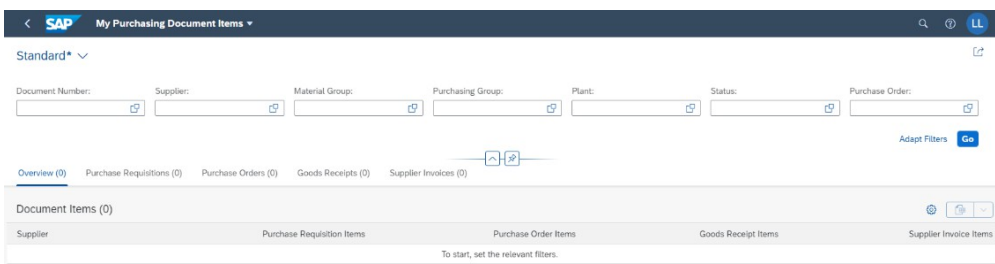 SAP My Purchasing Document Items
LL
Standard*
Document Number: Supplier: Material Group: Purchasing Group: Plant: Status: Purchase Order:
Adapt Filters Go
Overview (0) Purchase Requisitions (0) Purchase Orders (0) Goods Receipts (0) Supplier Invoices (0)
Document Items (0)
Supplier Purchase Requisition Items Purchase Order Items Goods Receipt Items Supplier Invoice Items
To start, set the relevant filters.